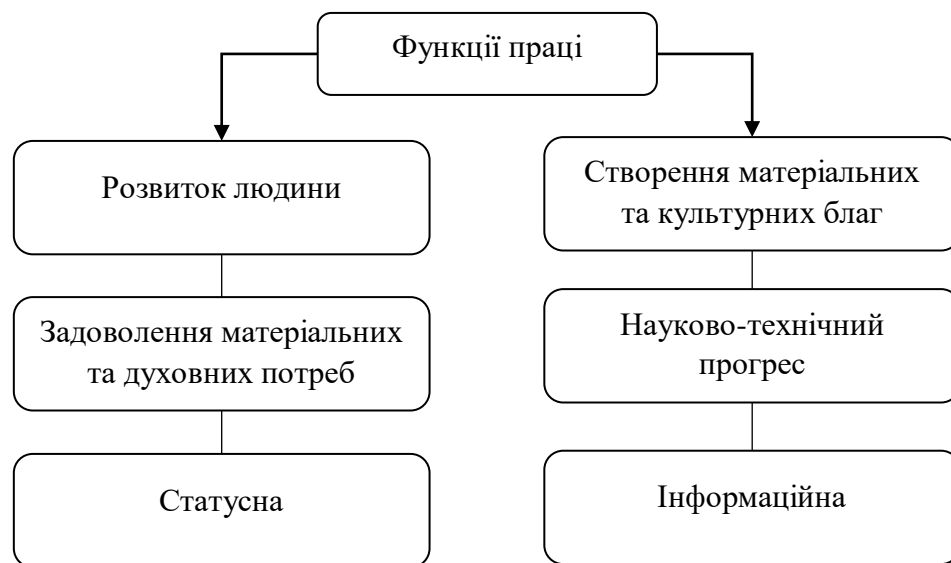 Функції праці
Розвиток людини
Створення матеріальних
та культурних благ
Задоволення матеріальних
та духовних потреб
Науково-технічний
прогрес
Статусна
Інформаційна